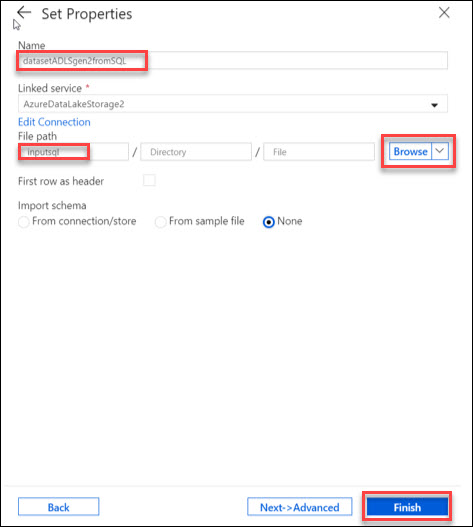 Set Properties
Name
datasetADLSgen2fromSQL
Linked service *
AzureDataLakeStorage2
Edit Connection
File path
inputsql / Directory / File Browse
First row as header
Import schema
From connection/store From sample file None
Back Next->Advanced Finish